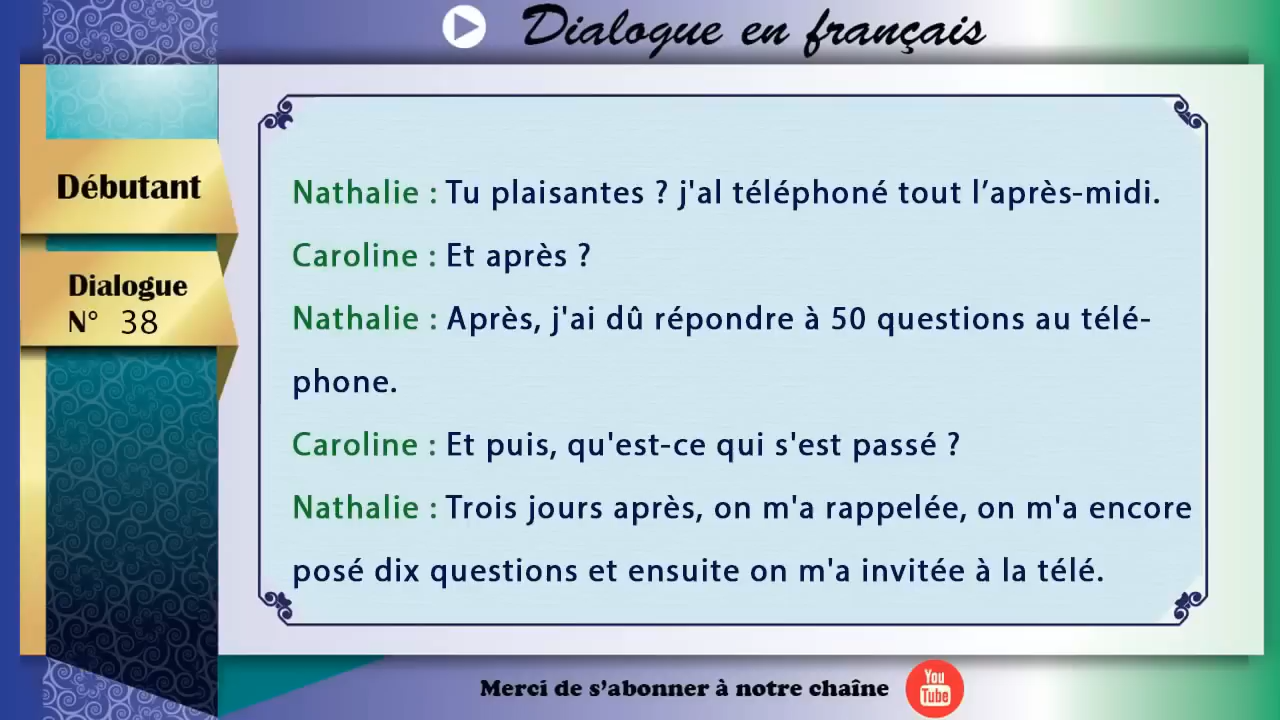 Dialogue en français
Débutant
Dialogue
N° 38
Nathalie : Tu plaisantes ? j'al téléphoné tout l’après-midi.
Caroline : Et après ?
Nathalie : Après, j'ai dû répondre à 50 questions au télé-
phone.
Caroline : Et puis, qu'est-ce qui s'est passé ?
Nathalie : Trois jours après, on m'a rappelée, on m'a encore
posé dix questions et ensuite on m'a invitée à la télé.
Merci de s’abonner à notre chaîne
You
Tube